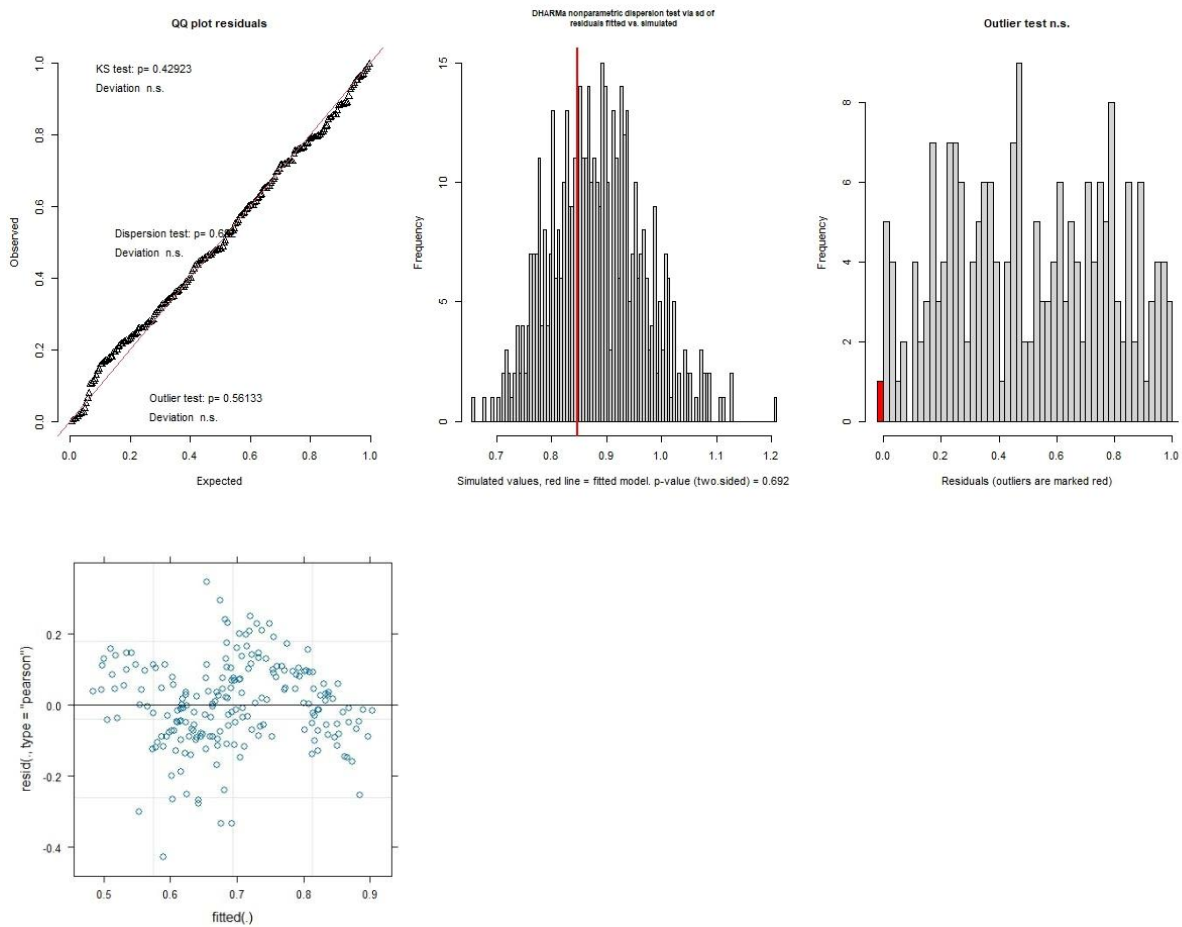 QQ plot residuals
KS test: p= 0.42923
Deviation n.s.
Dispersion test: p= 0.6
Deviation n.s.
Outlier test: p= 0.56133
Deviation n.s.
Observed
0.0 0.2 0.4 0.6 0.8 1.0
0.0 0.2 0.4 0.6 0.8 1.0
Expected
DHARMa nonparametric dispersion test via sd of
residuals fitted vs. simulated
Frequency
0 5 10 15
0.7 0.8 0.9 1.0 1.1 1.2
Simulated values, red line = fitted model. p-value (two.sided) = 0.692
Outlier test n.s.
Frequency
0 2 4 6 8
0.0 0.2 0.4 0.6 0.8 1.0
Residuals (outliers are marked red)
resid(., type = "pearson")
0.2
0.0
-0.2
-0.4
0.5 0.6 0.7 0.8 0.9
fitted(.)